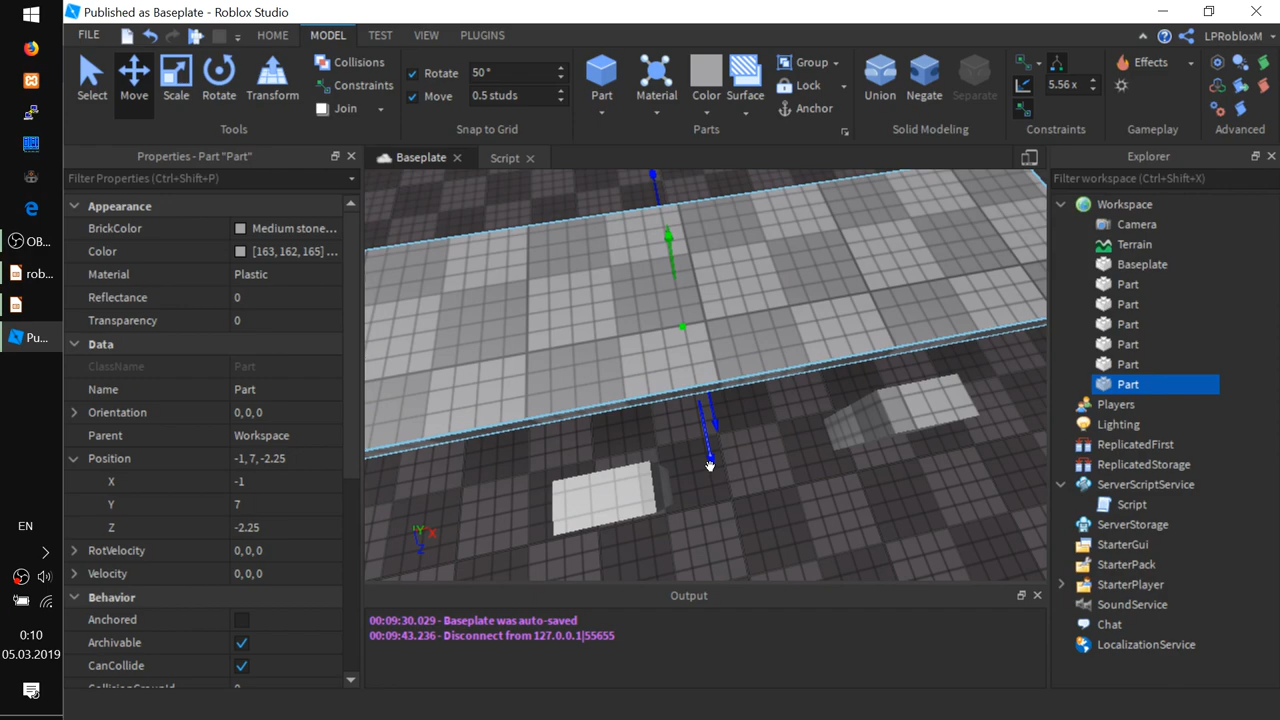 Published as Baseplate - Roblox Studio
FILE HOME MODEL TEST VIEW PLUGINS LPRobloxM
Select Move Scale Rotate Transform
Collisions
Constraints
Join
Tools
Rotate 50°
Move 0.5 studs
Snap to Grid
Part Material Color Surface
Group
Lock
Anchor
Parts
Union Negate Separate
Solid Modeling
5.56 x
Constraints
Effects
Gameplay
Advanced
Properties - Part "Part"
Filter Properties (Ctrl+Shift+P)
Appearance
BrickColor Medium stone...
Color [163, 162, 165] ...
Material Plastic
Reflectance 0
Transparency 0
Data
ClassName Part
Name Part
Orientation 0, 0, 0
Parent Workspace
Position -1, 7, -2.25
X -1
Y 7
Z -2.25
RotVelocity 0, 0, 0
Velocity 0, 0, 0
Behavior
Anchored
Archivable
CanCollide
Baseplate Script
X
Y
Z
Output
00:09:30.029 - Baseplate was auto-saved
00:09:43.236 - Disconnect from 127.0.0.1|55655
Explorer
Filter workspace (Ctrl+Shift+X)
Workspace
Camera
Terrain
Baseplate
Part
Part
Part
Part
Part
Part
Players
Lighting
ReplicatedFirst
ReplicatedStorage
ServerScriptService
Script
ServerStorage
StarterGui
StarterPack
StarterPlayer
SoundService
Chat
LocalizationService
OB...
rob...
Pu...
EN
0:10
05.03.2019